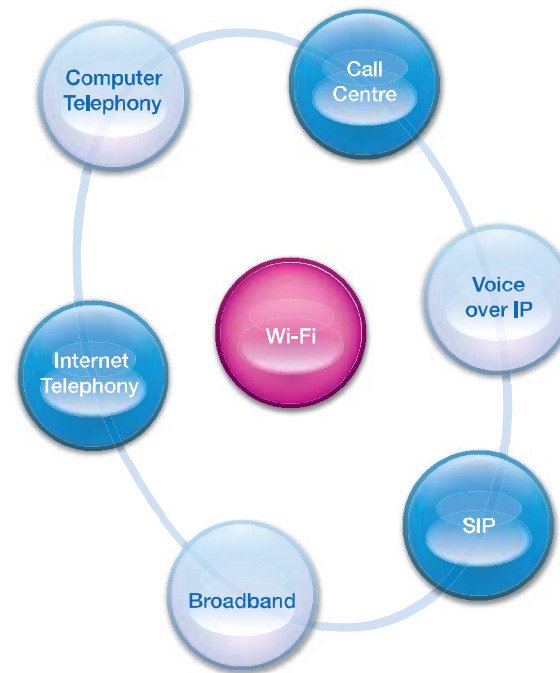 Computer
Telephony
Call
Centre
Voice
over IP
Wi-Fi
Internet
Telephony
SIP
Broadband